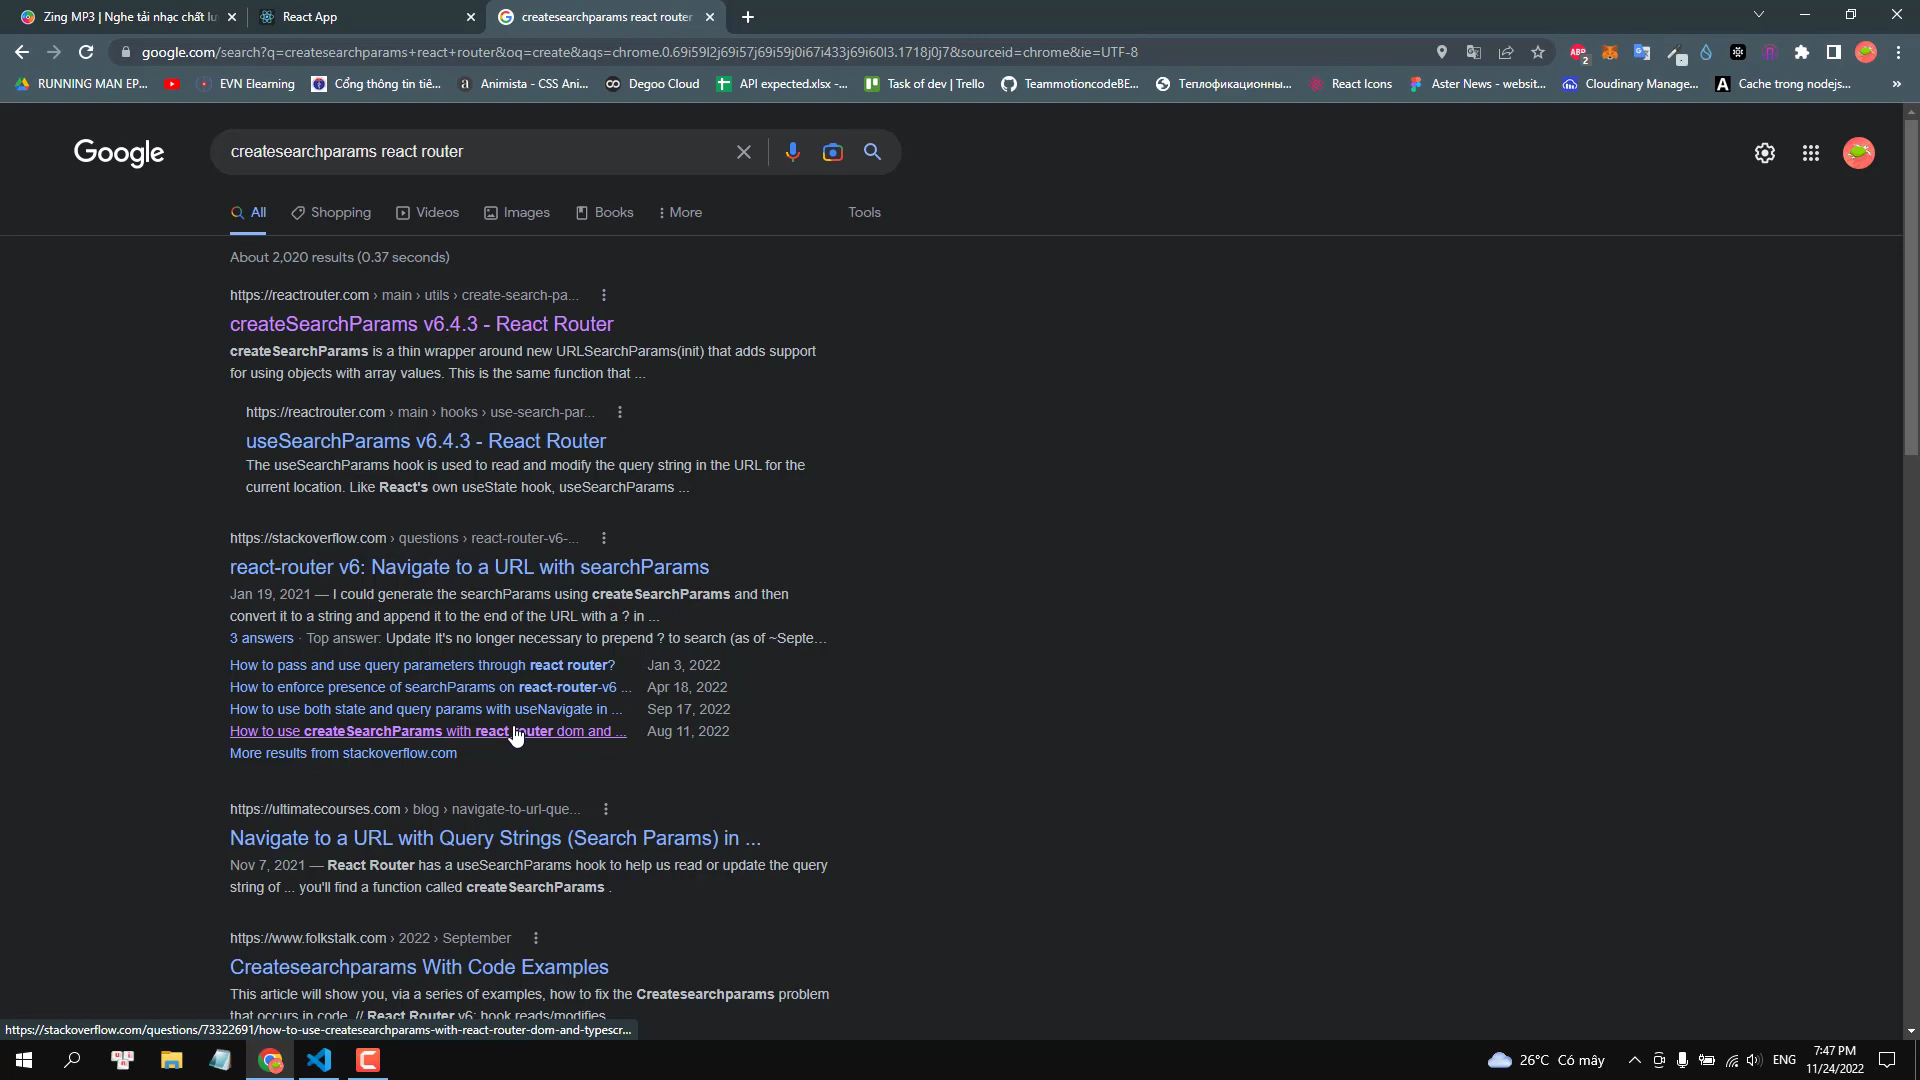 Zing MP3 | Nghe tải nhạc chất lư
React App
createsearchparams react router
google.com/search?q=createsearchparams+react+router&oq=create&aqs=chrome.0.69i59l2j69i57j69i59j0i67i433j69i60l3.1718j0j7&sourceid=chrome&ie=UTF-8
ABP
2
RUNNING MAN EP...
EVN Elearning
Cổng thông tin tiê...
a Animista - CSS Ani...
Degoo Cloud
API expected.xlsx -...
Task of dev | Trello
TeammotioncodeBE...
Теплофикационны...
React Icons
Aster News - websit...
Cloudinary Manage...
A Cache trong nodejs...
»
Google
createsearchparams react router
All
Shopping
Videos
Images
Books
More
Tools
About 2,020 results (0.37 seconds)
https://reactrouter.com › main › utils › create-search-pa...
createSearchParams v6.4.3 - React Router
createSearchParams is a thin wrapper around new URLSearchParams(init) that adds support
for using objects with array values. This is the same function that ...
https://reactrouter.com › main › hooks › use-search-par...
useSearchParams v6.4.3 - React Router
The useSearchParams hook is used to read and modify the query string in the URL for the
current location. Like React's own useState hook, useSearchParams ...
https://stackoverflow.com › questions › react-router-v6-...
react-router v6: Navigate to a URL with searchParams
Jan 19, 2021 — I could generate the searchParams using createSearchParams and then
convert it to a string and append it to the end of the URL with a ? in ...
3 answers · Top answer: Update It's no longer necessary to prepend ? to search (as of ~Septe...
How to pass and use query parameters through react router? Jan 3, 2022
How to enforce presence of searchParams on react-router-v6 ... Apr 18, 2022
How to use both state and query params with useNavigate in ... Sep 17, 2022
How to use createSearchParams with react router dom and ... Aug 11, 2022
More results from stackoverflow.com
https://ultimatecourses.com › blog › navigate-to-url-que...
Navigate to a URL with Query Strings (Search Params) in ...
Nov 7, 2021 — React Router has a useSearchParams hook to help us read or update the query
string of ... you'll find a function called createSearchParams .
https://www.folkstalk.com › 2022 › September
Createsearchparams With Code Examples
This article will show you, via a series of examples, how to fix the Createsearchparams problem
that occurs in code. // React Router v6: hook reads/modifies
https://stackoverflow.com/questions/73322691/how-to-use-createsearchparams-with-react-router-dom-and-typescr...
26°C Có mây
ENG
7:47 PM
11/24/2022